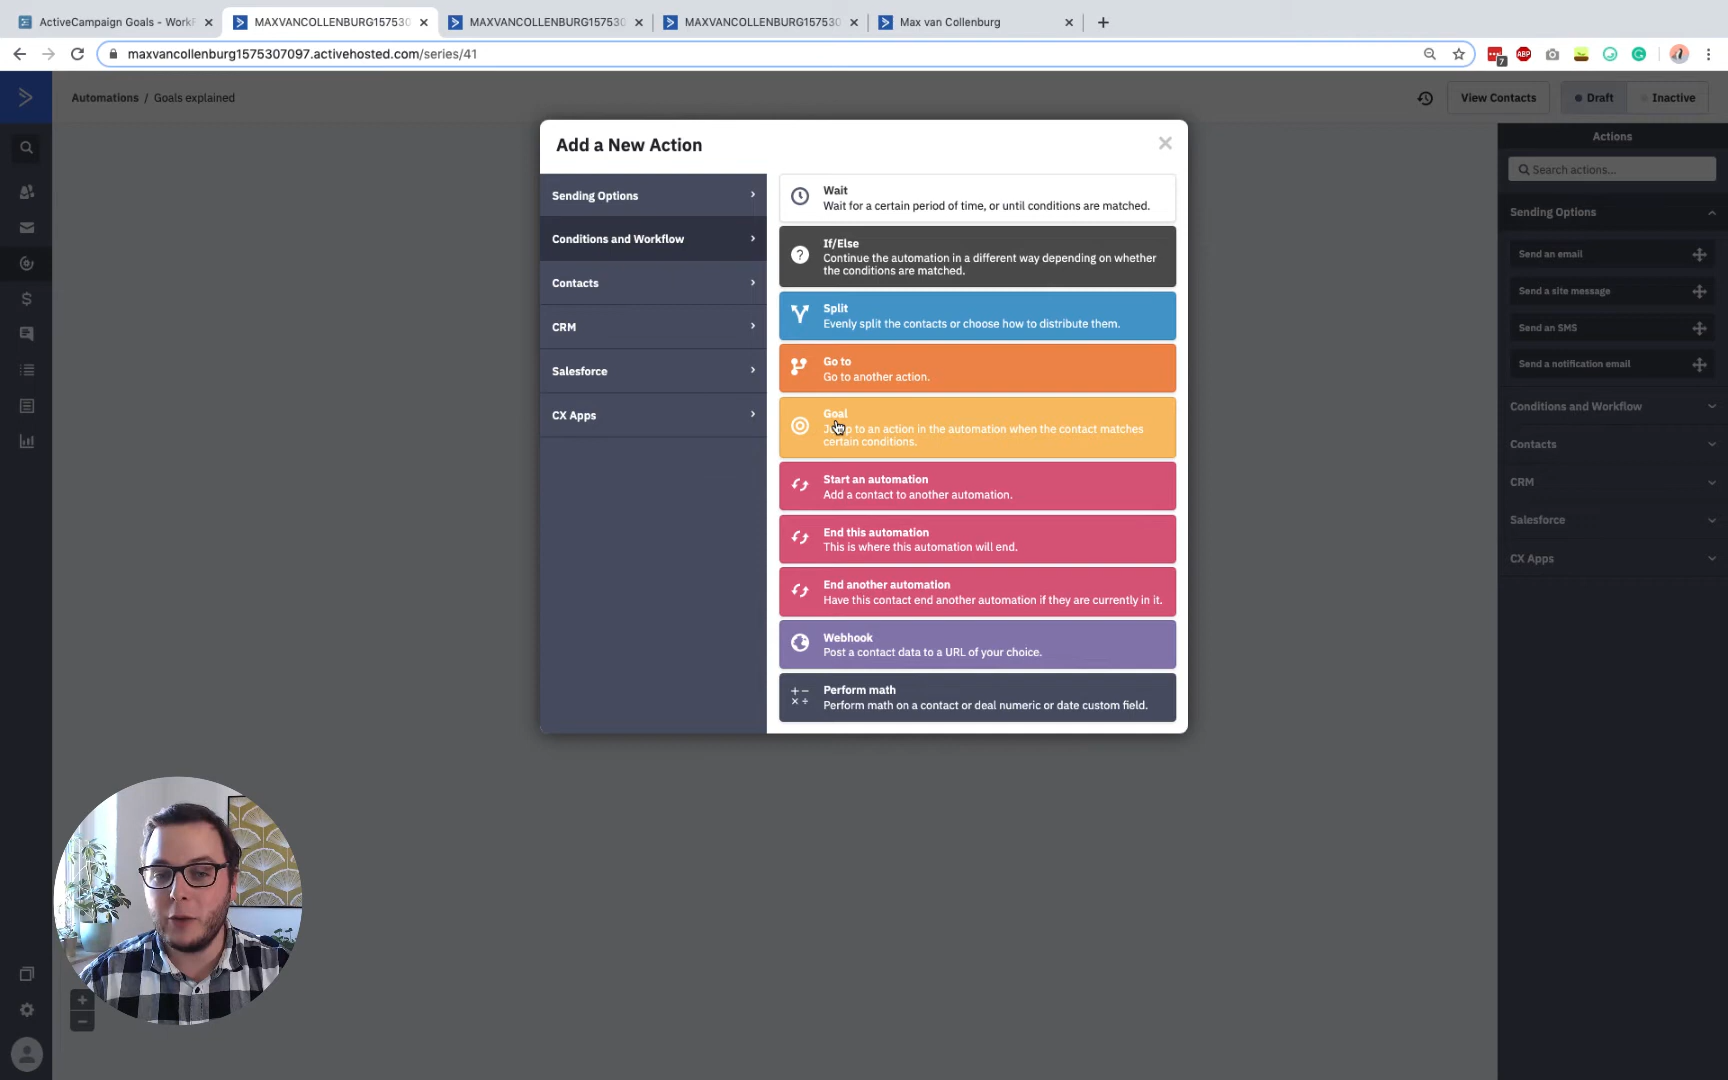 ActiveCampaign Goals - Work
MAXVANCOLLENBURG157530
MAXVANCOLLENBURG157530
MAXVANCOLLENBURG157530
Max van Collenburg
maxvancollenburg1575307097.activehosted.com/series/41
ABP
7
Automations / Goals explained
View Contacts
Draft
Inactive
Add a New Action
Sending Options
Conditions and Workflow
Contacts
CRM
Salesforce
CX Apps
Wait
Wait for a certain period of time, or until conditions are matched.
If/Else
Continue the automation in a different way depending on whether
the conditions are matched.
Split
Evenly split the contacts or choose how to distribute them.
Go to
Go to another action.
Goal
to an action in the automation when the contact matches
certain conditions.
Start an automation
Add a contact to another automation.
End this automation
This is where this automation will end.
End another automation
Have this contact end another automation if they are currently in it.
Webhook
Post a contact data to a URL of your choice.
Perform math
Perform math on a contact or deal numeric or date custom field.
Actions
Search actions...
Sending Options
Send an email
Send a site message
Send an SMS
Send a notification email
Conditions and Workflow
Contacts
CRM
Salesforce
CX Apps